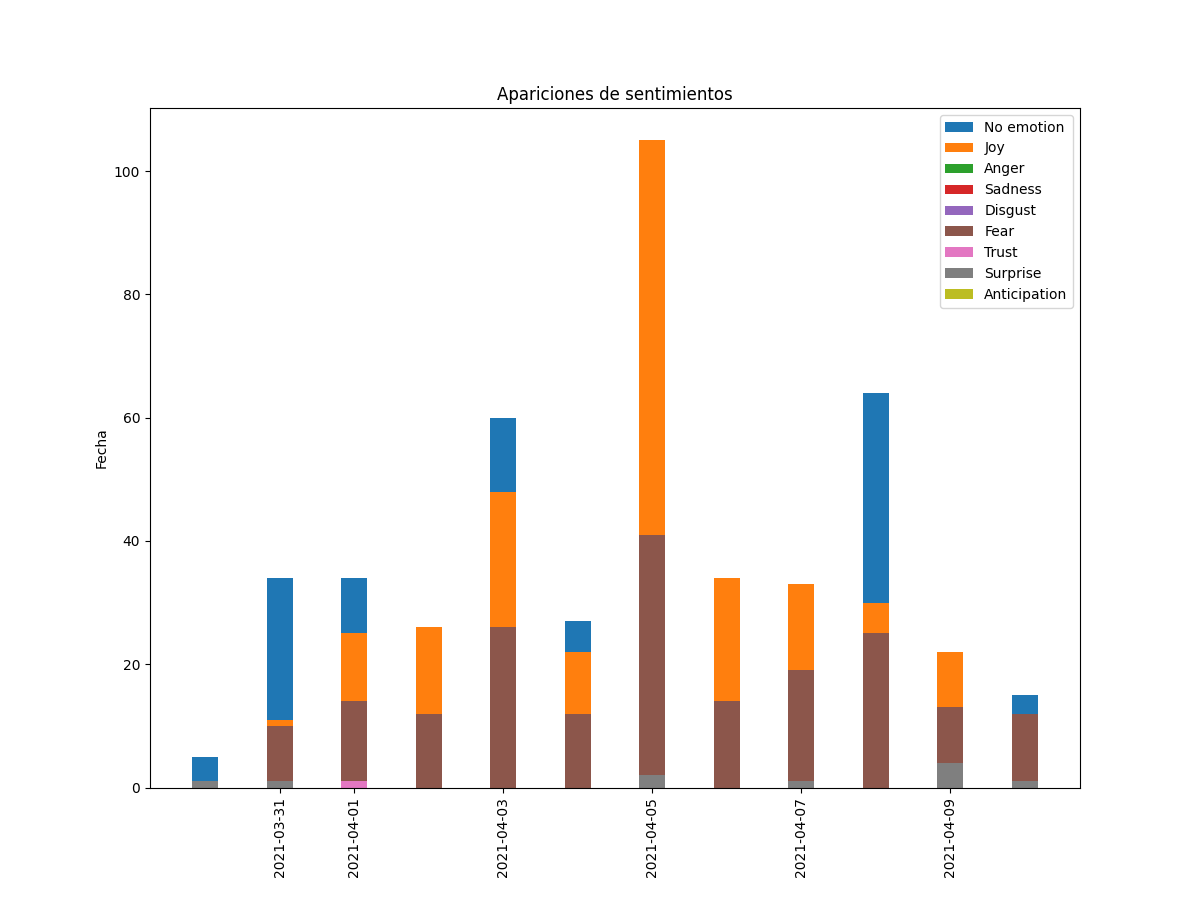 Apariciones de sentimientos
No emotion
Joy
Anger
Sadness
Disgust
Fear
Trust
Surprise
Anticipation
100
80
60
40
20
0
Fecha
2021-03-31
2021-04-01
2021-04-03
2021-04-05
2021-04-07
2021-04-09